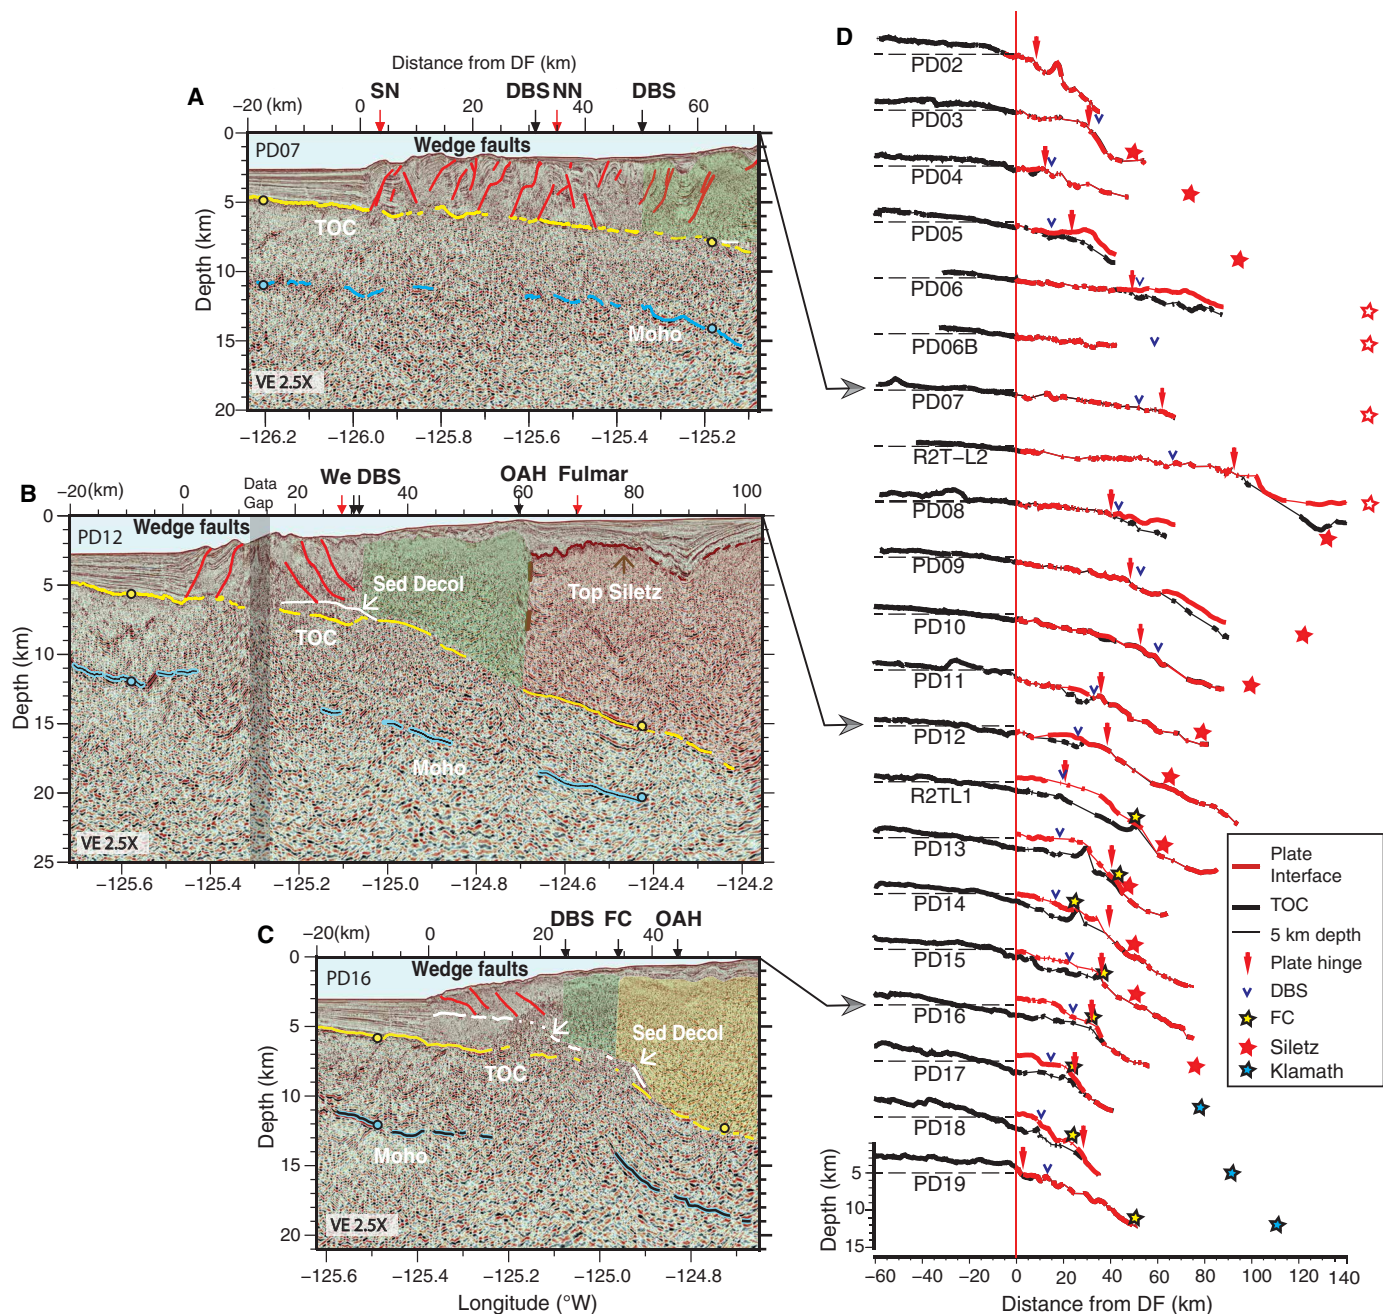 A
Distance from DF (km)
SN DBS NN DBS
−20 (km) 0 20 40 60
PD07
Wedge faults
TOC
Moho
VE 2.5X
Depth (km)
0
5
10
15
20
−126.2 −126.0 −125.8 −125.6 −125.4 −125.2
B
We DBS OAH Fulmar
−20(km) 0 Data Gap 20 40 60 80 100
Wedge faults
PD12
Sed Decol
TOC
Top Siletz
Moho
VE 2.5X
Depth (km)
0
5
10
15
20
25
−125.6 −125.4 −125.2 −125.0 −124.8 −124.6 −124.4 −124.2
C
DBS FC OAH
−20(km) 0 20 40
Wedge faults
PD16
Sed Decol
TOC
Moho
VE 2.5X
Depth (km)
0
5
10
15
20
−125.6 −125.4 −125.2 −125.0 −124.8
Longitude (°W)
D
PD02
PD03
PD04
PD05
PD06
PD06B
PD07
R2T−L2
PD08
PD09
PD10
PD11
PD12
R2TL1
PD13
PD14
PD15
PD16
PD17
PD18
PD19
Plate Interface
TOC
5 km depth
Plate hinge
DBS
FC
Siletz
Klamath
Depth (km)
5
10
15
−60 −40 −20 0 20 40 60 80 100 120 140
Distance from DF (km)